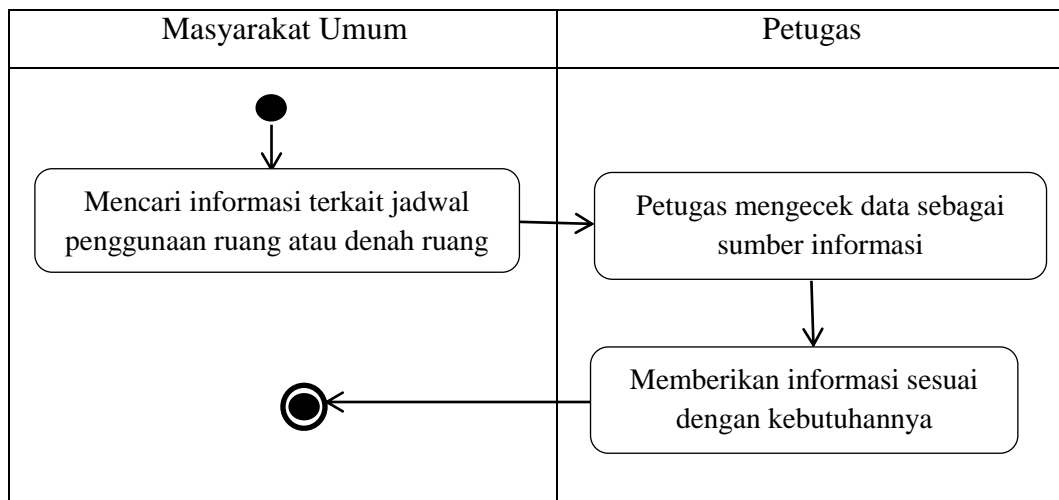 Masyarakat Umum
Petugas
Mencari informasi terkait jadwal
penggunaan ruang atau denah ruang
Petugas mengecek data sebagai
sumber informasi
Memberikan informasi sesuai
dengan kebutuhannya